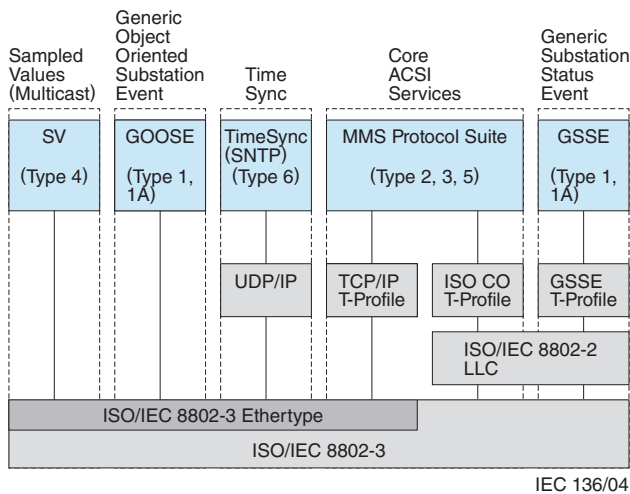 Sampled
Values
(Multicast)
Generic
Object
Oriented
Substation
Event
Time
Sync
Core
ACSI
Services
Generic
Substation
Status
Event
SV
(Type 4)
GOOSE
(Type 1,
1A)
TimeSync
(SNTP)
(Type 6)
MMS Protocol Suite
(Type 2, 3, 5)
GSSE
(Type 1,
1A)
UDP/IP
TCP/IP
T-Profile
ISO CO
T-Profile
GSSE
T-Profile
ISO/IEC 8802-2
LLC
ISO/IEC 8802-3 Ethertype
ISO/IEC 8802-3
IEC 136/04